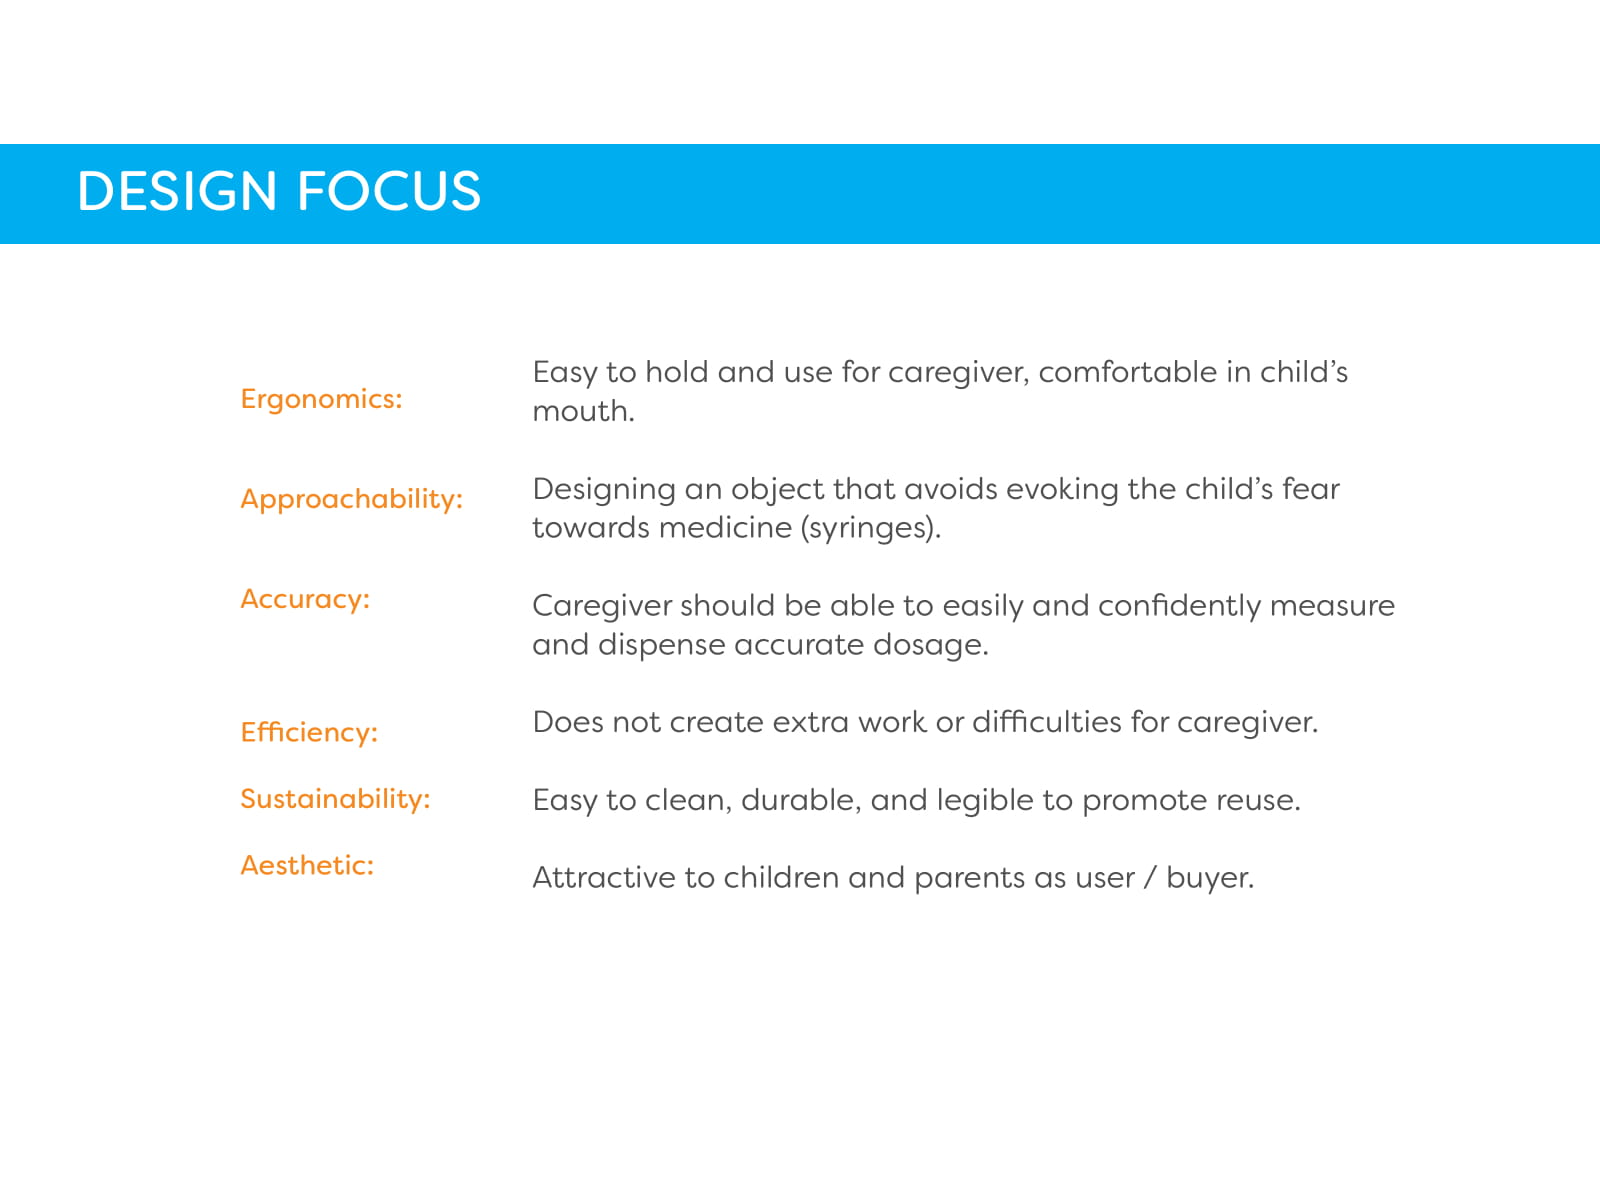 DESIGN FOCUS
Ergonomics:
Easy to hold and use for caregiver, comfortable in child’s
mouth.
Approachability:
Designing an object that avoids evoking the child’s fear
towards medicine (syringes).
Accuracy:
Caregiver should be able to easily and confidently measure
and dispense accurate dosage.
Efficiency:
Does not create extra work or difficulties for caregiver.
Sustainability:
Easy to clean, durable, and legible to promote reuse.
Aesthetic:
Attractive to children and parents as user / buyer.